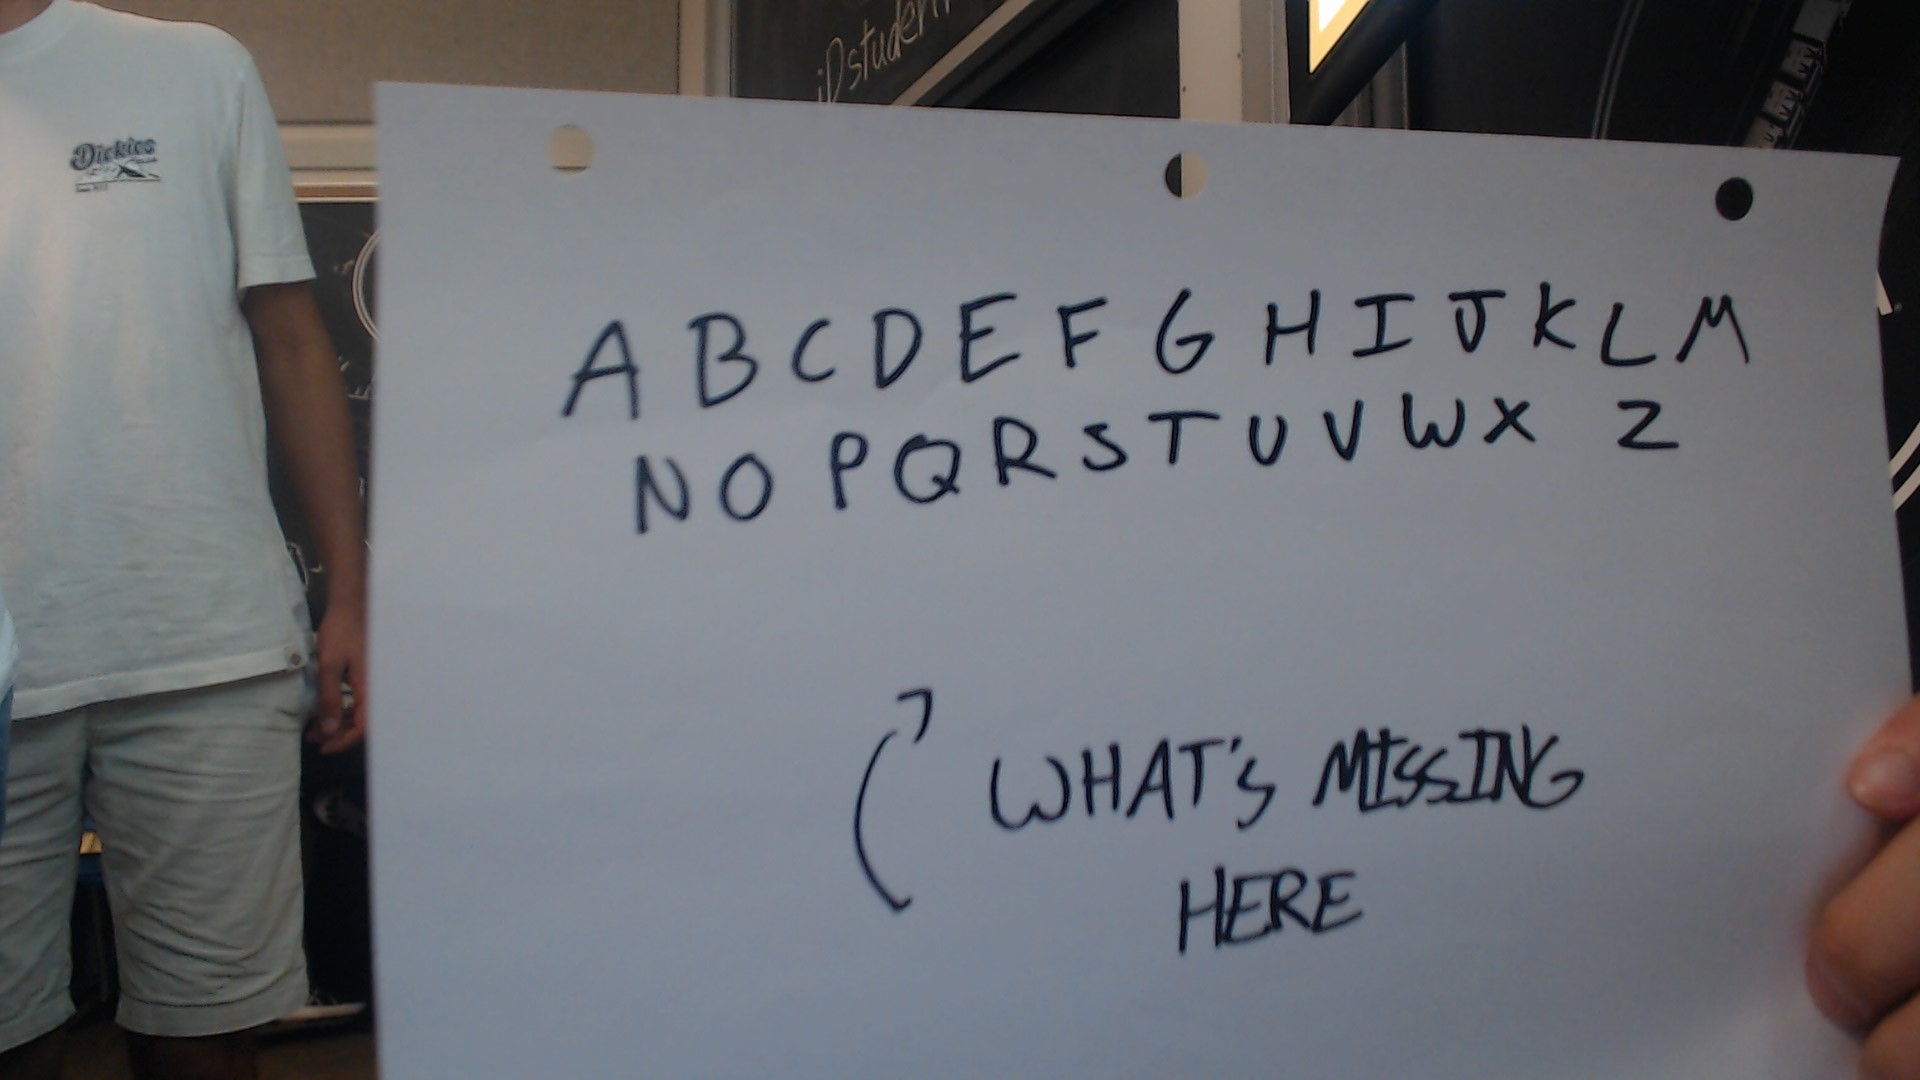 Dickies
iDstudent
A B C D E F G H I J K L M
N O P Q R S T U V W X Z
WHAT'S MISSING
HERE